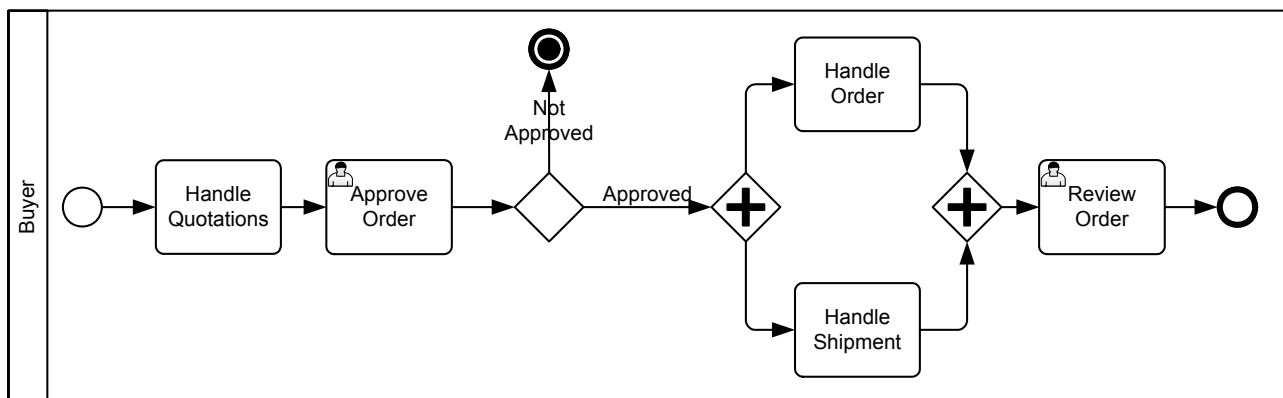 Buyer
Handle
Quotations
Approve
Order
Not
Approved
Approved
Handle
Order
Handle
Shipment
Review
Order